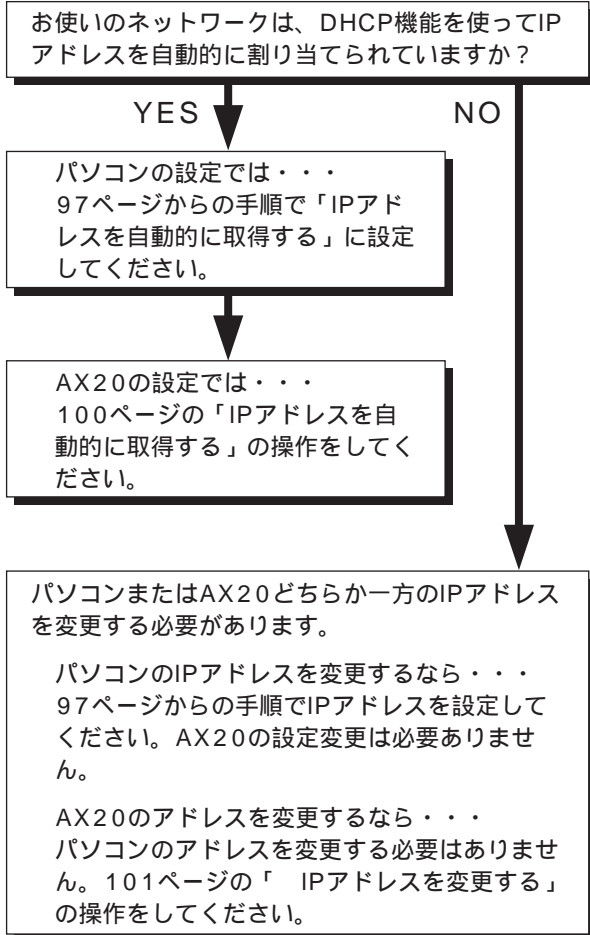 お使いのネットワークは、DHCP機能を使ってIP
アドレスを自動的に割り当てられていますか？
YES
NO
パソコンの設定では・・・
97ページからの手順で「IPアド
レスを自動的に取得する」に設定
してください。
AX20の設定では・・・
100ページの「IPアドレスを自
動的に取得する」の操作をしてく
ださい。
パソコンまたはAX20どちらか一方のIPアドレス
を変更する必要があります。
パソコンのIPアドレスを変更するなら・・・
97ページからの手順でIPアドレスを設定して
ください。AX20の設定変更は必要ありませ
ん。
AX20のアドレスを変更するなら・・・
パソコンのアドレスを変更する必要はありませ
ん。101ページの「　IPアドレスを変更する」
の操作をしてください。